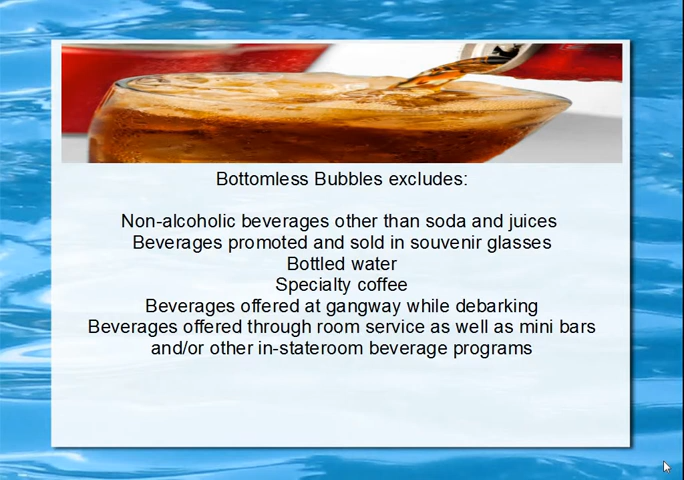 Bottomless Bubbles excludes:
Non-alcoholic beverages other than soda and juices
Beverages promoted and sold in souvenir glasses
Bottled water
Specialty coffee
Beverages offered at gangway while debarking
Beverages offered through room service as well as mini bars
and/or other in-stateroom beverage programs